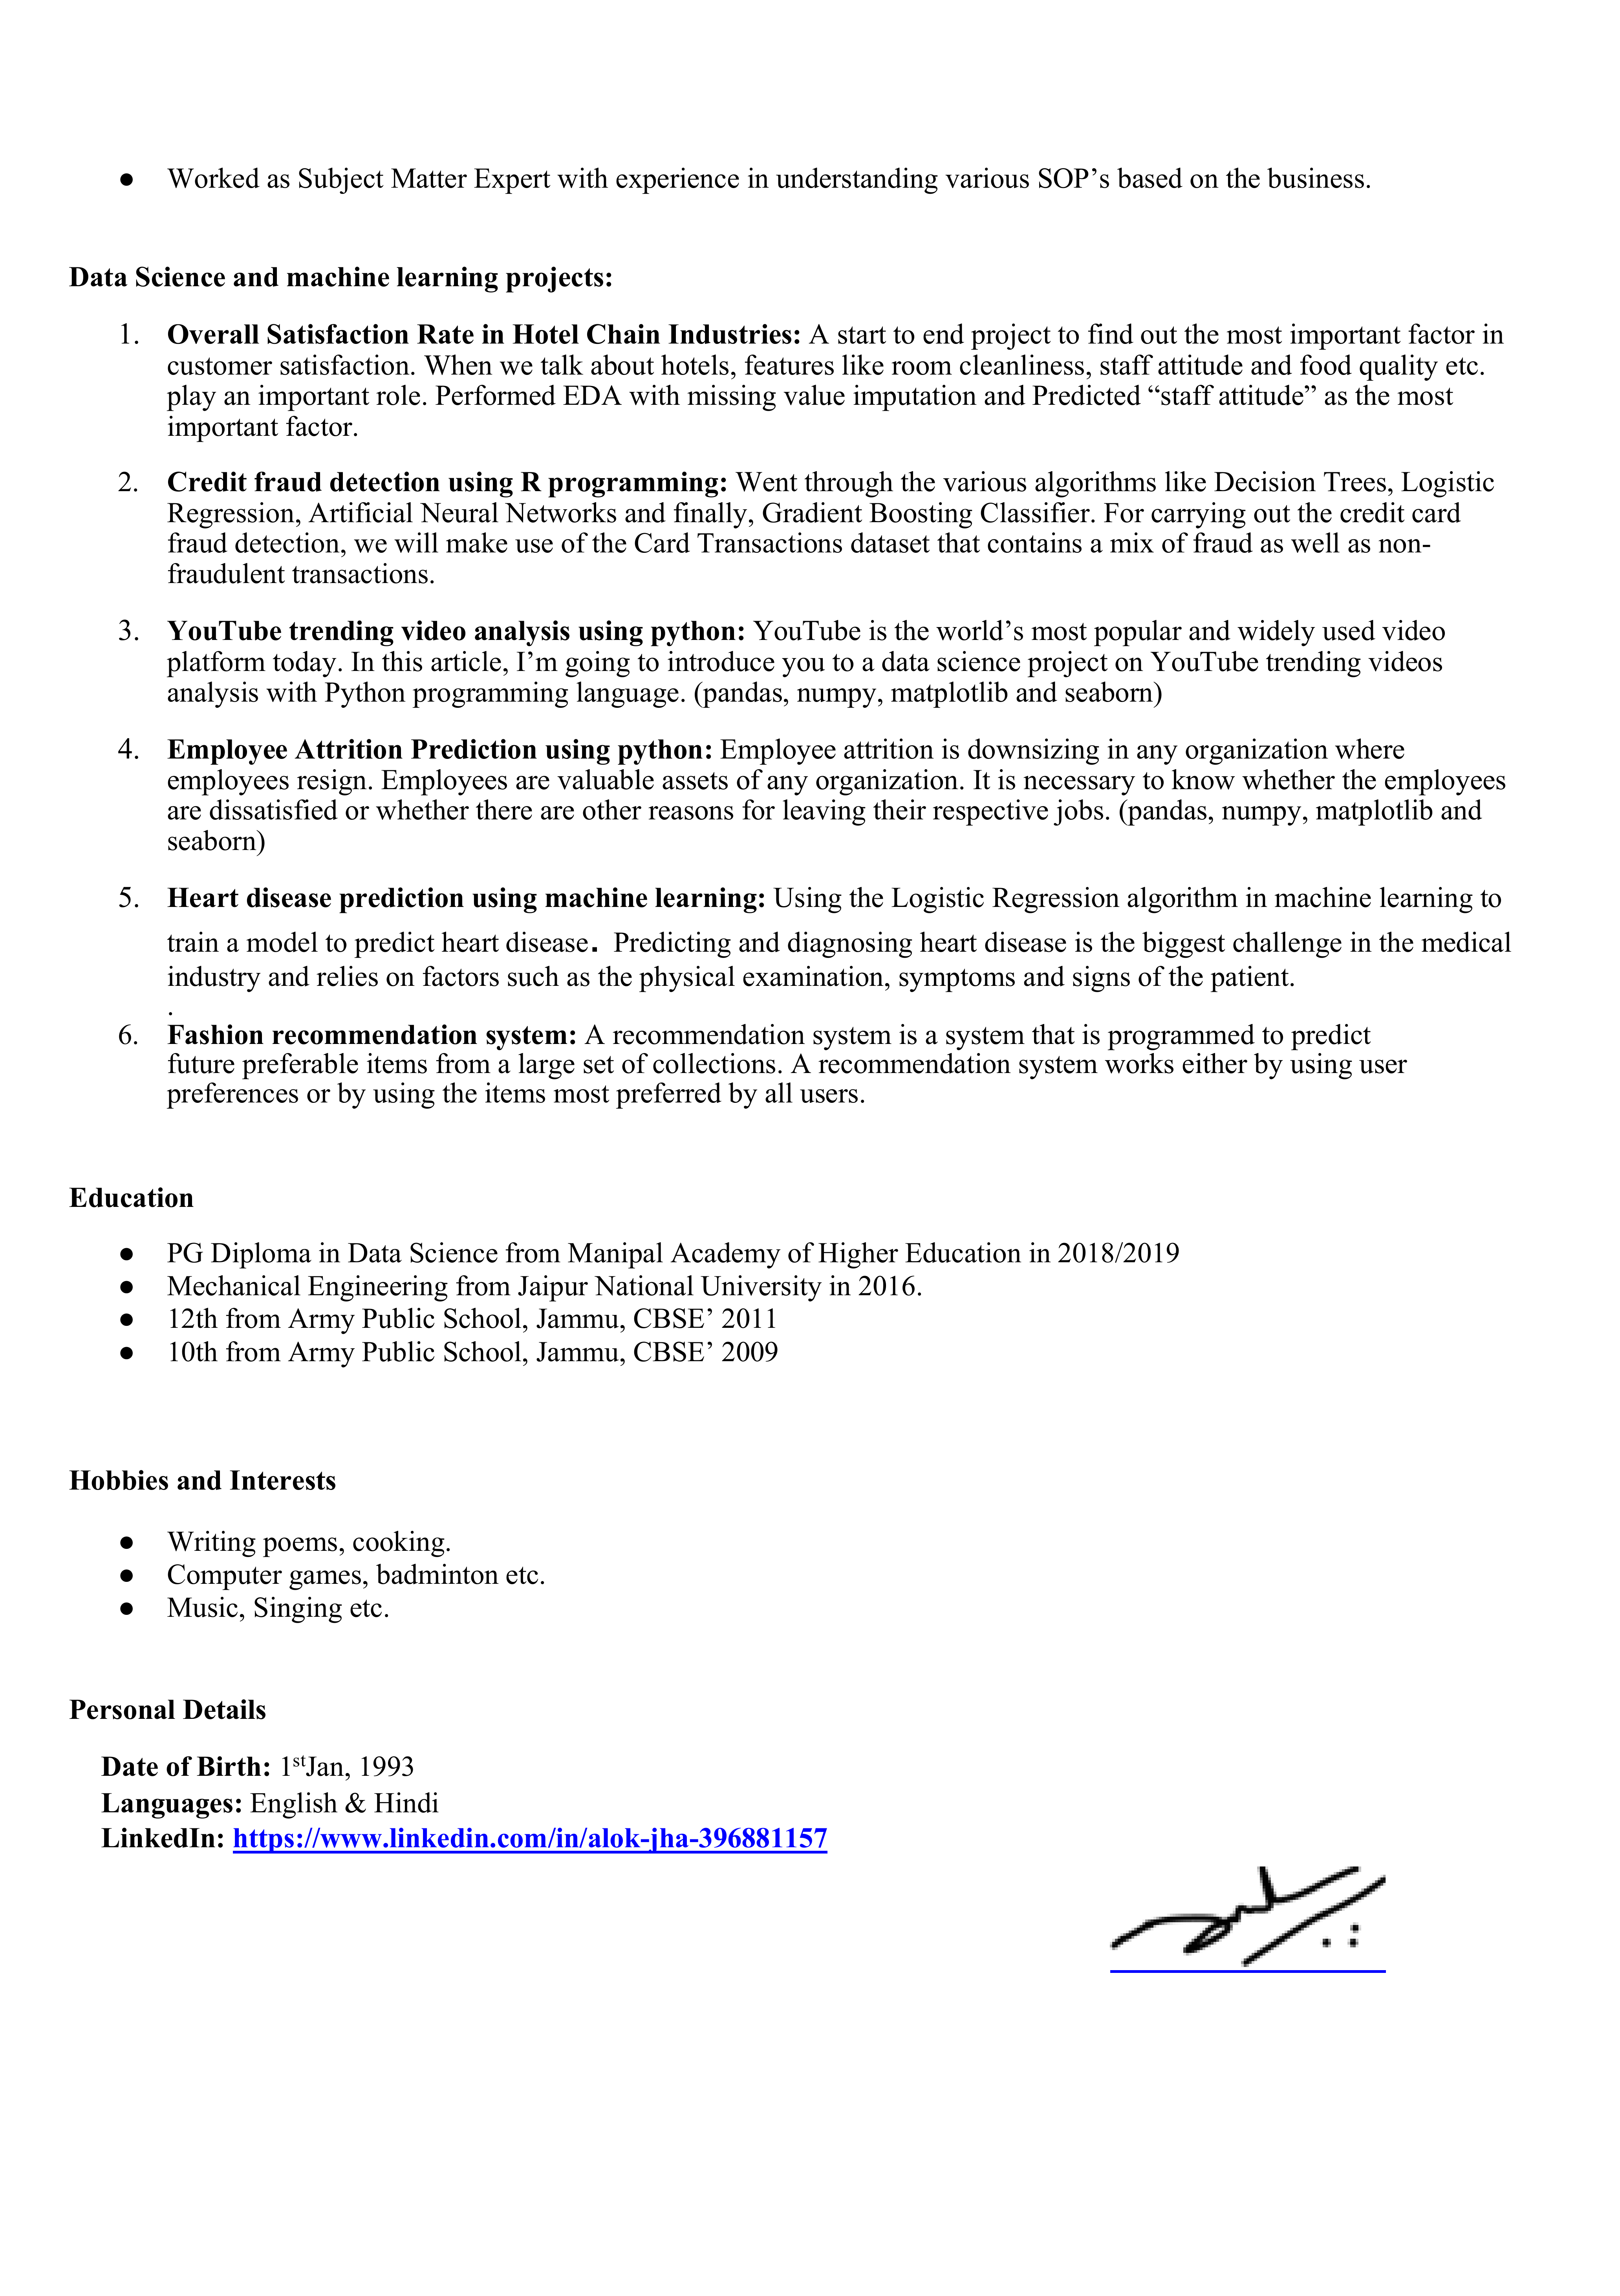 ● Worked as Subject Matter Expert with experience in understanding various SOP’s based on the business.
Data Science and machine learning projects:
1. Overall Satisfaction Rate in Hotel Chain Industries: A start to end project to find out the most important factor in
customer satisfaction. When we talk about hotels, features like room cleanliness, staff attitude and food quality etc.
play an important role. Performed EDA with missing value imputation and Predicted “staff attitude” as the most
important factor.
2. Credit fraud detection using R programming: Went through the various algorithms like Decision Trees, Logistic
Regression, Artificial Neural Networks and finally, Gradient Boosting Classifier. For carrying out the credit card
fraud detection, we will make use of the Card Transactions dataset that contains a mix of fraud as well as non-
fraudulent transactions.
3. YouTube trending video analysis using python: YouTube is the world’s most popular and widely used video
platform today. In this article, I’m going to introduce you to a data science project on YouTube trending videos
analysis with Python programming language. (pandas, numpy, matplotlib and seaborn)
4. Employee Attrition Prediction using python: Employee attrition is downsizing in any organization where
employees resign. Employees are valuable assets of any organization. It is necessary to know whether the employees
are dissatisfied or whether there are other reasons for leaving their respective jobs. (pandas, numpy, matplotlib and
seaborn)
5. Heart disease prediction using machine learning: Using the Logistic Regression algorithm in machine learning to
train a model to predict heart disease. Predicting and diagnosing heart disease is the biggest challenge in the medical
industry and relies on factors such as the physical examination, symptoms and signs of the patient.
.
6. Fashion recommendation system: A recommendation system is a system that is programmed to predict
future preferable items from a large set of collections. A recommendation system works either by using user
preferences or by using the items most preferred by all users.
Education
● PG Diploma in Data Science from Manipal Academy of Higher Education in 2018/2019
● Mechanical Engineering from Jaipur National University in 2016.
● 12th from Army Public School, Jammu, CBSE’ 2011
● 10th from Army Public School, Jammu, CBSE’ 2009
Hobbies and Interests
● Writing poems, cooking.
● Computer games, badminton etc.
● Music, Singing etc.
Personal Details
Date of Birth: 1stJan, 1993
Languages: English & Hindi
LinkedIn: https://www.linkedin.com/in/alok-jha-396881157